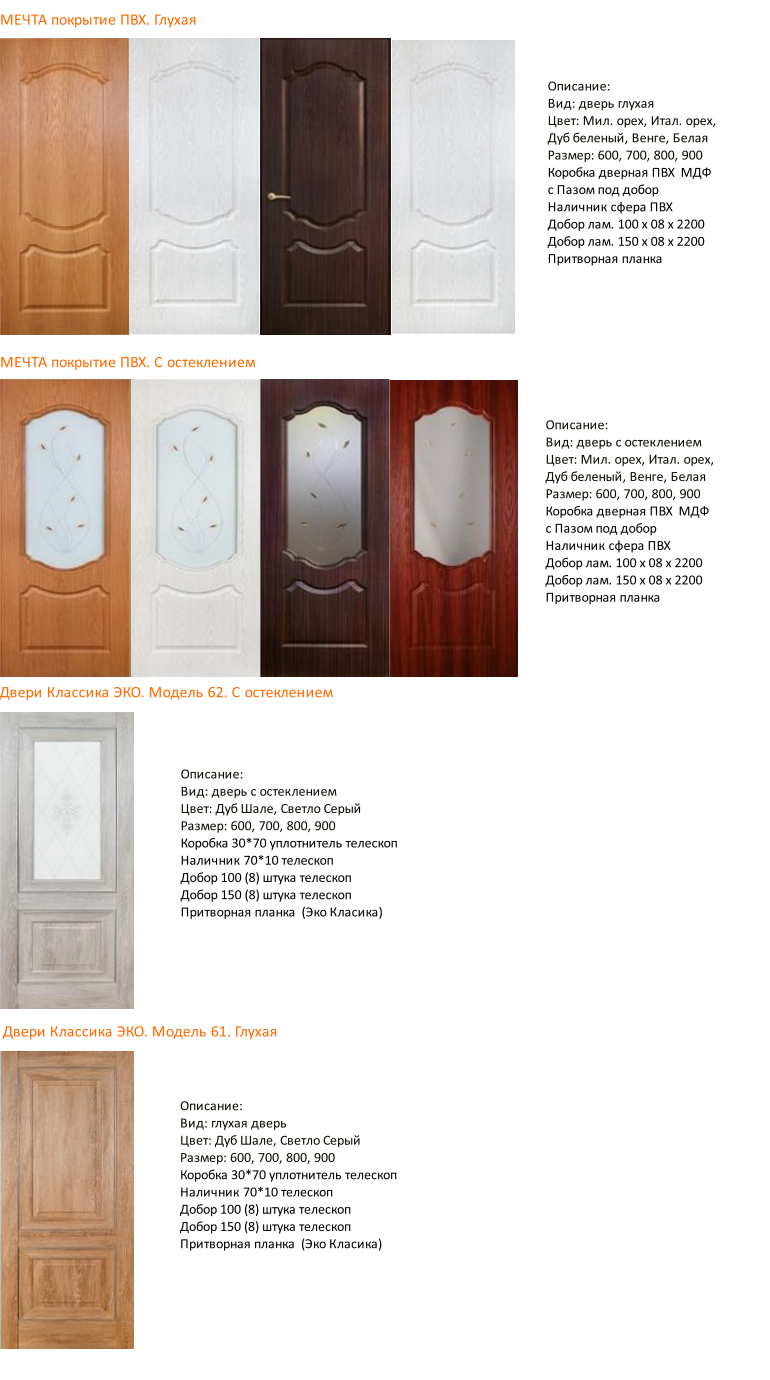 МЕЧТА покрытие ПВХ. Глухая
Описание:
Вид: дверь глухая
Цвет: Мил. орех, Итал. орех,
Дуб беленый, Венге, Белая
Размер: 600, 700, 800, 900
Коробка дверная ПВХ МДФ
с Пазом под добор
Наличник сфера ПВХ
Добор лам. 100 х 08 х 2200
Добор лам. 150 х 08 х 2200
Притворная планка
МЕЧТА покрытие ПВХ. С остеклением
Описание:
Вид: дверь с остеклением
Цвет: Мил. орех, Итал. орех,
Дуб беленый, Венге, Белая
Размер: 600, 700, 800, 900
Коробка дверная ПВХ МДФ
с Пазом под добор
Наличник сфера ПВХ
Добор лам. 100 х 08 х 2200
Добор лам. 150 х 08 х 2200
Притворная планка
Двери Классика ЭКО. Модель 62. С остеклением
Описание:
Вид: дверь с остеклением
Цвет: Дуб Шале, Светло Серый
Размер: 600, 700, 800, 900
Коробка 30*70 уплотнитель телескоп
Наличник 70*10 телескоп
Добор 100 (8) штука телескоп
Добор 150 (8) штука телескоп
Притворная планка (Эко Класика)
Двери Классика ЭКО. Модель 61. Глухая
Описание:
Вид: глухая дверь
Цвет: Дуб Шале, Светло Серый
Размер: 600, 700, 800, 900
Коробка 30*70 уплотнитель телескоп
Наличник 70*10 телескоп
Добор 100 (8) штука телескоп
Добор 150 (8) штука телескоп
Притворная планка (Эко Класика)